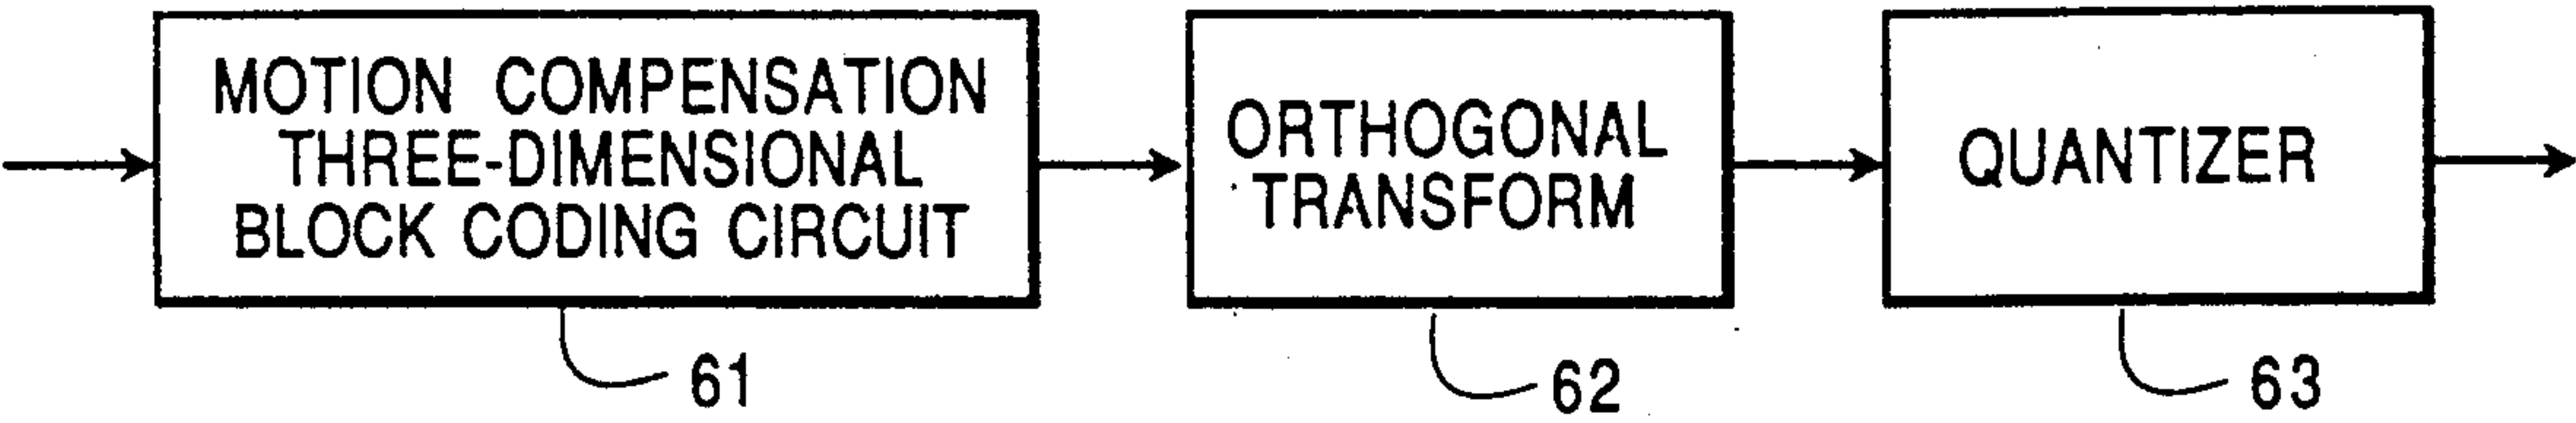 MOTION COMPENSATION
THREE-DIMENSIONAL
BLOCK CODING CIRCUIT
ORTHOGONAL
TRANSFORM
QUANTIZER
61
62
63